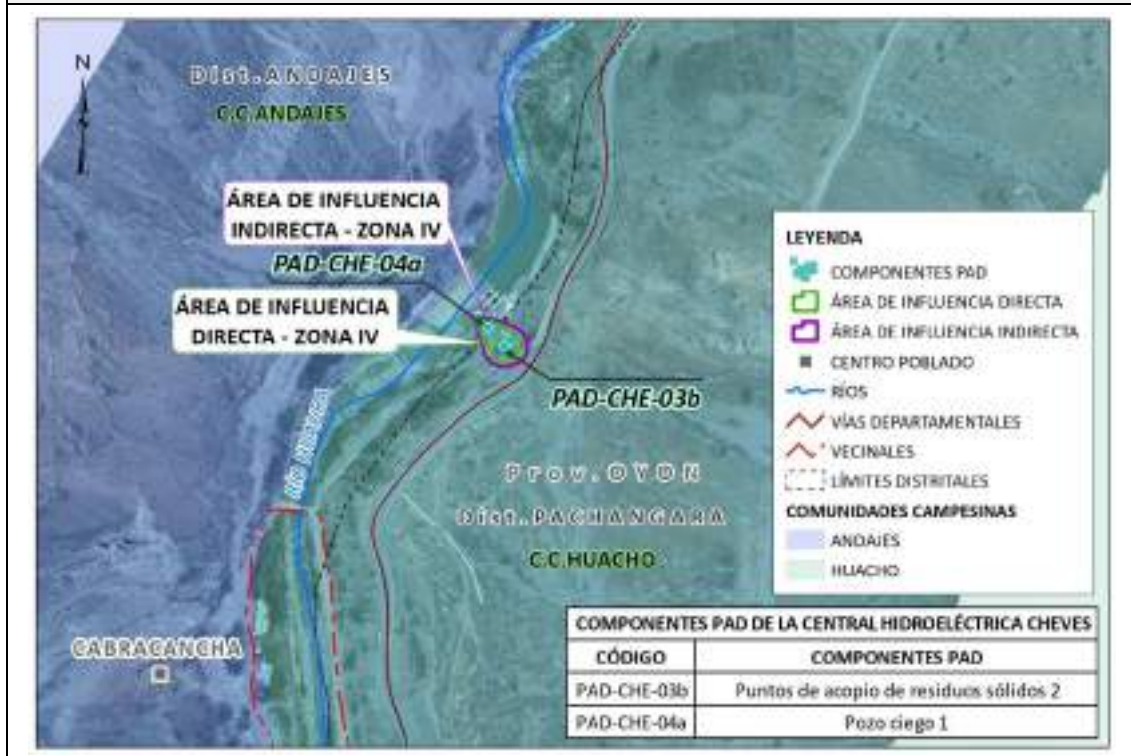 N
Dist.ANDAJES
C.C.ANDAJES
ÁREA DE INFLUENCIA
INDIRECTA - ZONA IV
PAD-CHE-04a
ÁREA DE INFLUENCIA
DIRECTA - ZONA IV
PAD-CHE-03b
RÍO
Prov.OYON
Dist.PACHANGARA
C.C.HUACHO
CABRACANCHA
LEYENDA
COMPONENTES PAD
ÁREA DE INFLUENCIA DIRECTA
ÁREA DE INFLUENCIA INDIRECTA
CENTRO POBLADO
RÍOS
VÍAS DEPARTAMENTALES
VECINALES
LÍMITES DISTRITALES
COMUNIDADES CAMPESINAS
ANDAJES
HUACHO
COMPONENTES PAD DE LA CENTRAL HIDROELÉCTRICA CHEVES
CÓDIGO COMPONENTES PAD
PAD-CHE-03b Puntos de acopio de residuos sólidos 2
PAD-CHE-04a Pozo ciego 1